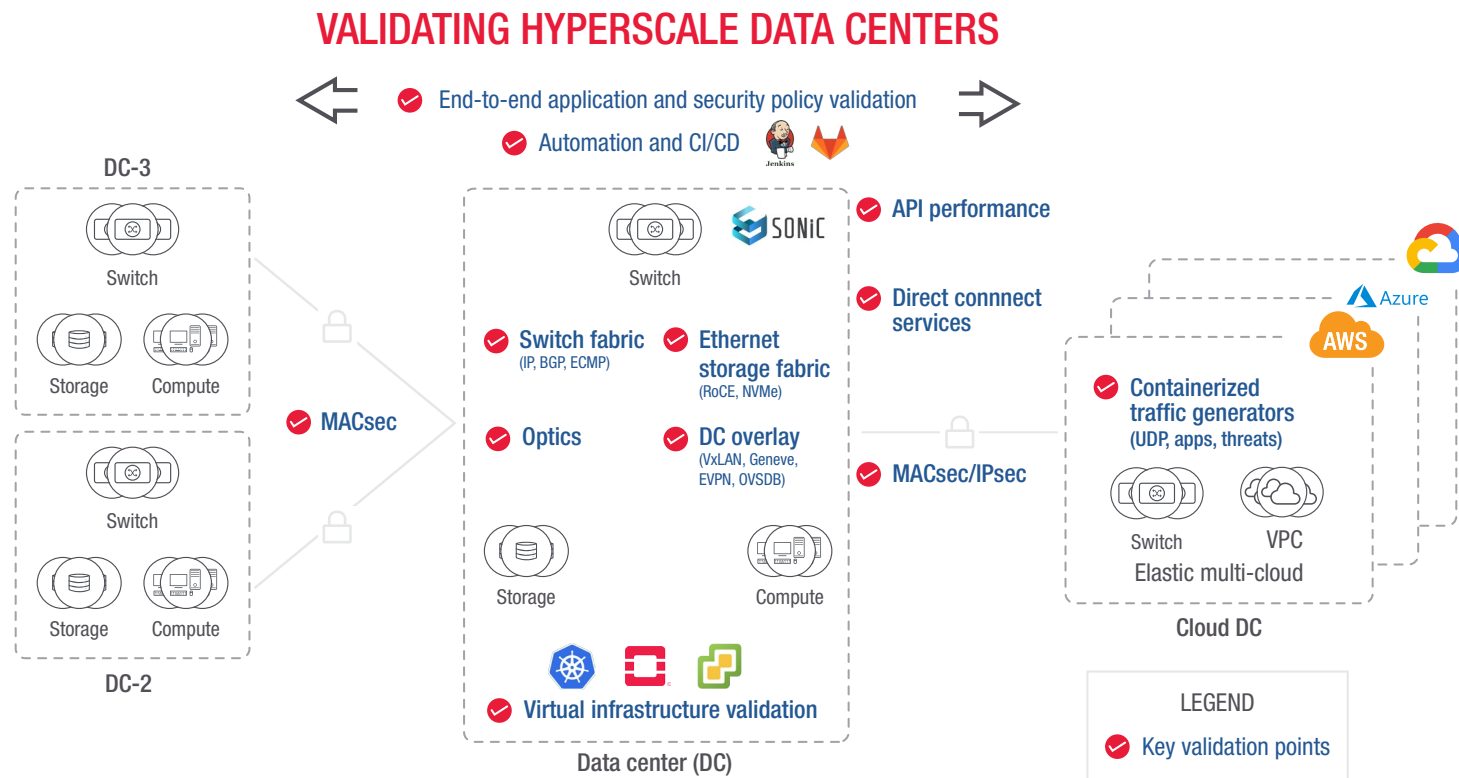 VALIDATING HYPERSCALE DATA CENTERS
End-to-end application and security policy validation
Automation and CI/CD
Jenkins
DC-3
Switch
Storage
Compute
Switch
Storage
Compute
DC-2
MACsec
SONiC
Switch
Switch fabric
(IP, BGP, ECMP)
Ethernet
storage fabric
(RoCE, NVMe)
Optics
DC overlay
(VxLAN, Geneve,
EVPN, OVSDB)
Storage
Compute
Virtual infrastructure validation
Data center (DC)
API performance
Direct connnect
services
MACsec/IPsec
Azure
AWS
Containerized
traffic generators
(UDP, apps, threats)
Switch
VPC
Elastic multi-cloud
Cloud DC
LEGEND
Key validation points